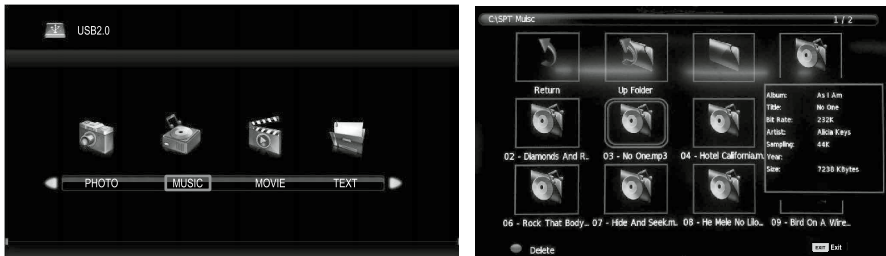 USB2.0
PHOTO MUSIC MOVIE TEXT
C:\SPT Muisc
1 / 2
Return Up Folder
Album: As I Am
Title: No One
Bit Rate: 232K
Artist: Alicia Keys
Sampling: 44K
Year:
Size: 7238 KBytes
02 - Diamonds And R... 03 - No One.mp3 04 - Hotel California.m...
06 - Rock That Body... 07 - Hide And Seek.m... 08 - He Mele No Lilo... 09 - Bird On A Wire...
Delete
EXIT Exit